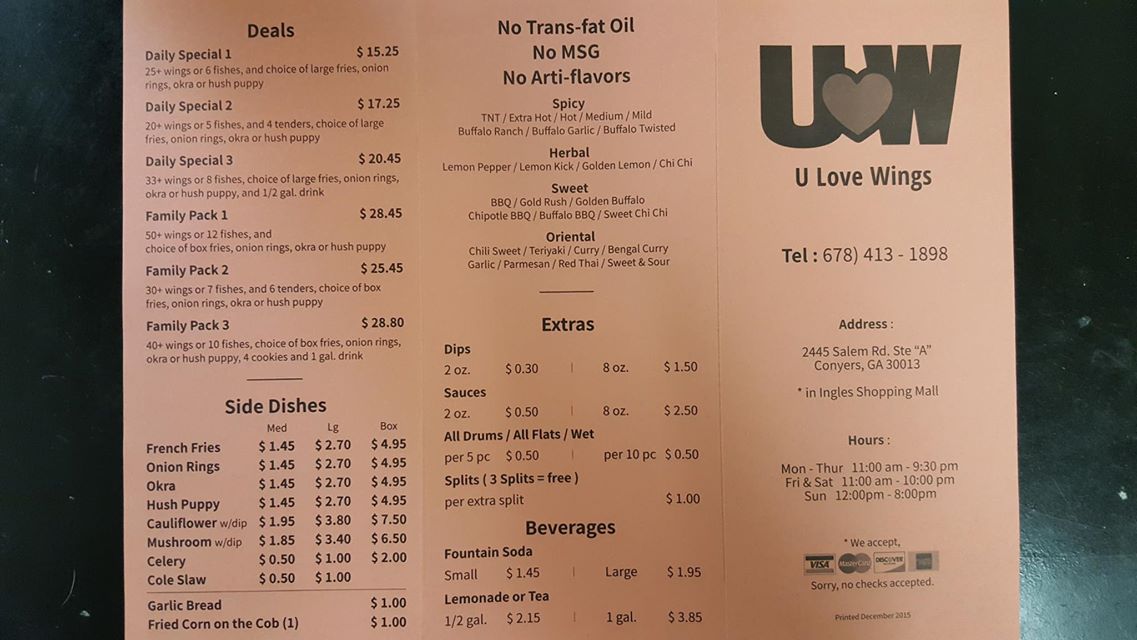 Deals
Daily Special 1 $ 15.25
25+ wings or 6 fishes, and choice of large fries, onion
rings, okra or hush puppy
Daily Special 2 $ 17.25
20+ wings or 5 fishes, and 4 tenders, choice of large
fries, onion rings, okra or hush puppy
Daily Special 3 $ 20.45
33+ wings or 8 fishes, choice of large fries, onion rings,
okra or hush puppy, and 1/2 gal. drink
Family Pack 1 $ 28.45
50+ wings or 12 fishes, and
choice of box fries, onion rings, okra or hush puppy
Family Pack 2 $ 25.45
30+ wings or 7 fishes, and 6 tenders, choice of box
fries, onion rings, okra or hush puppy
Family Pack 3 $ 28.80
40+ wings or 10 fishes, choice of box fries, onion rings,
okra or hush puppy, 4 cookies and 1 gal. drink
Side Dishes
Med Lg Box
French Fries $ 1.45 $ 2.70 $ 4.95
Onion Rings $ 1.45 $ 2.70 $ 4.95
Okra $ 1.45 $ 2.70 $ 4.95
Hush Puppy $ 1.45 $ 2.70 $ 4.95
Cauliflower w/dip $ 1.95 $ 3.80 $ 7.50
Mushroom w/dip $ 1.85 $ 3.40 $ 6.50
Celery $ 0.50 $ 1.00 $ 2.00
Cole Slaw $ 0.50 $ 1.00
Garlic Bread $ 1.00
Fried Corn on the Cob (1) $ 1.00
No Trans-fat Oil
No MSG
No Arti-flavors
Spicy
TNT / Extra Hot / Hot / Medium / Mild
Buffalo Ranch / Buffalo Garlic / Buffalo Twisted
Herbal
Lemon Pepper / Lemon Kick / Golden Lemon / Chi Chi
Sweet
BBQ / Gold Rush / Golden Buffalo
Chipotle BBQ / Buffalo BBQ / Sweet Chi Chi
Oriental
Chili Sweet / Teriyaki / Curry / Bengal Curry
Garlic / Parmesan / Red Thai / Sweet & Sour
Extras
Dips
2 oz. $ 0.30 | 8 oz. $ 1.50
Sauces
2 oz. $ 0.50 | 8 oz. $ 2.50
All Drums / All Flats / Wet
per 5 pc $ 0.50 | per 10 pc $ 0.50
Splits ( 3 Splits = free )
per extra split $ 1.00
Beverages
Fountain Soda
Small $ 1.45 | Large $ 1.95
Lemonade or Tea
1/2 gal. $ 2.15 | 1 gal. $ 3.85
U W
U Love Wings
Tel : 678) 413 - 1898
Address :
2445 Salem Rd. Ste "A"
Conyers, GA 30013
* in Ingles Shopping Mall
Hours :
Mon - Thur 11:00 am - 9:30 pm
Fri & Sat 11:00 am - 10:00 pm
Sun 12:00pm - 8:00pm
* We accept,
VISA MasterCard DISCOVER
Sorry, no checks accepted.
Printed December 2015